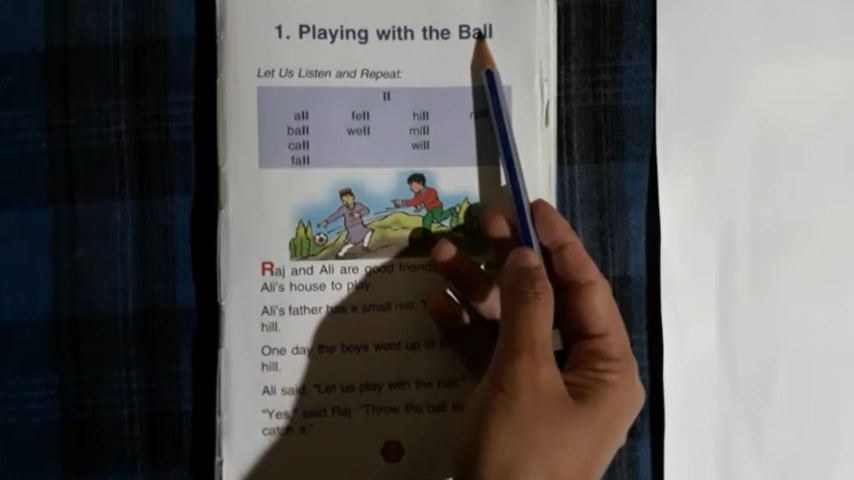 1. Playing with the Ball
Let Us Listen and Repeat:
ll
all fell hill
ball well mill
call will
fall
Raj and Ali are good friend
Ali's house to play
Ali's father has a small mill.
hill.
One day the boys went up
hill.
Ali said, "Let us play with the ball."
"Yes," said Raj. "Throw the ball
catch it."